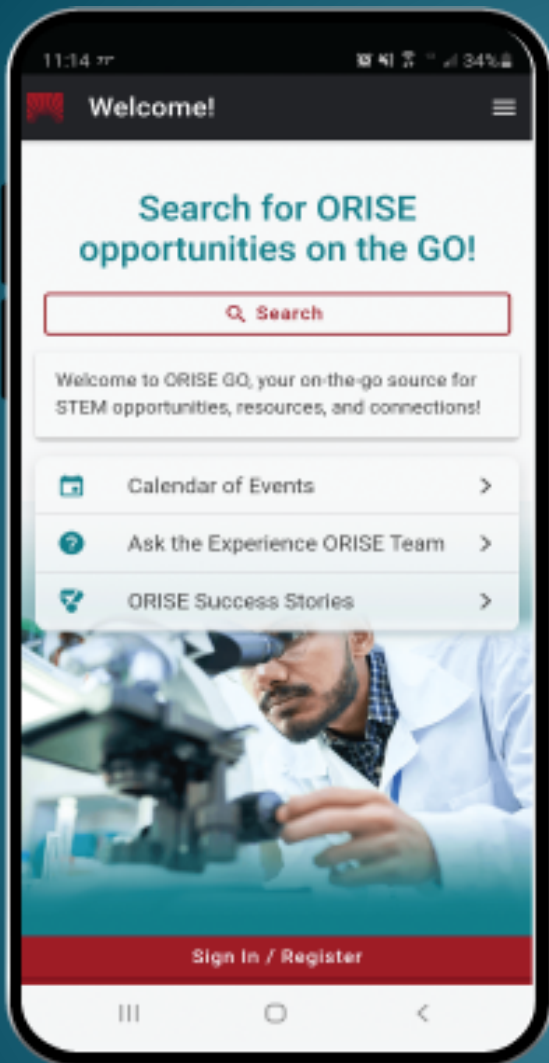 11:14
34%
Welcome!
Search for ORISE
opportunities on the GO!
Search
Welcome to ORISE GO, your on-the-go source for
STEM opportunities, resources, and connections!
Calendar of Events
Ask the Experience ORISE Team
ORISE Success Stories
Sign In / Register